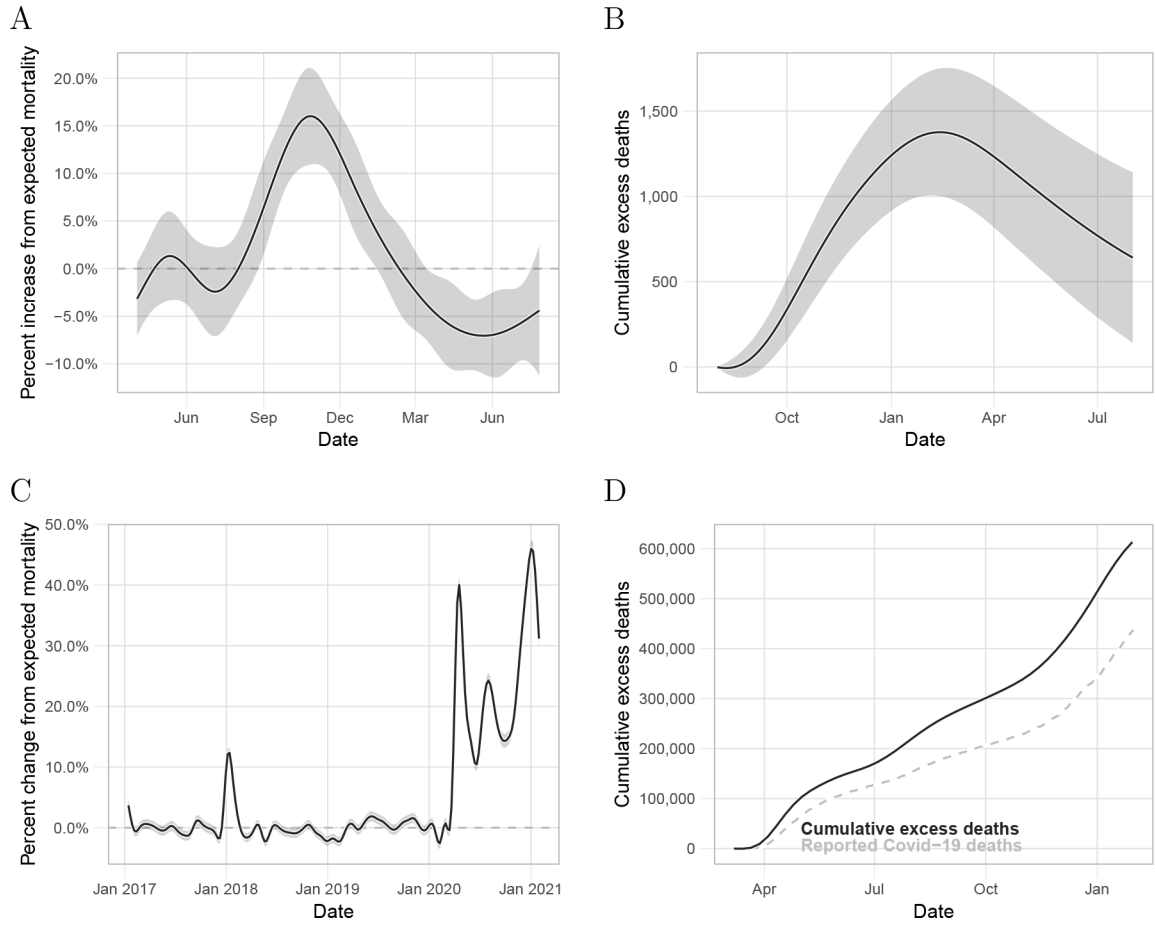 A
Percent increase from expected mortality
20.0%
15.0%
10.0%
5.0%
0.0%
−5.0%
−10.0%
Jun Sep Dec Mar Jun
Date
B
Cumulative excess deaths
1,500
1,000
500
0
Oct Jan Apr Jul
Date
C
Percent change from expected mortality
50.0%
40.0%
30.0%
20.0%
10.0%
0.0%
Jan 2017 Jan 2018 Jan 2019 Jan 2020 Jan 2021
Date
D
Cumulative excess deaths
600,000
500,000
400,000
300,000
200,000
100,000
0
Cumulative excess deaths
Reported Covid−19 deaths
Apr Jul Oct Jan
Date